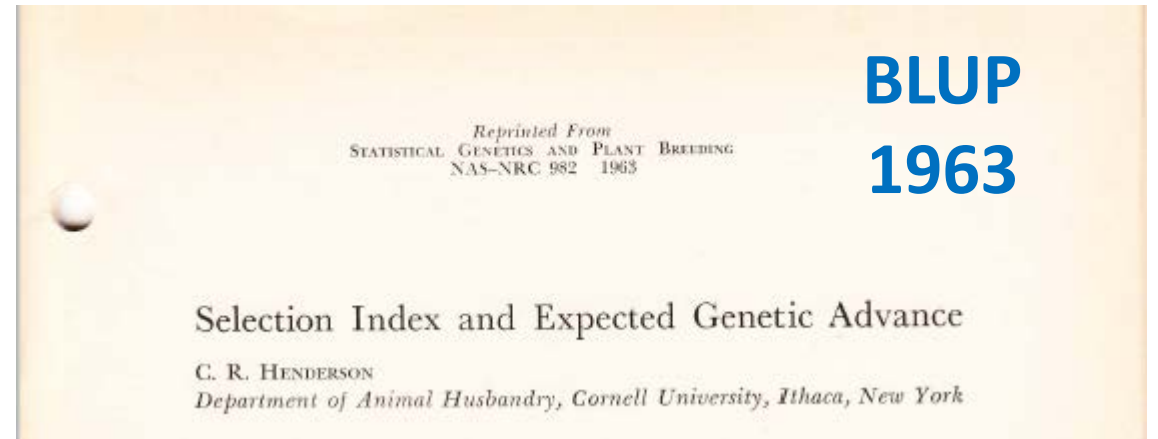 BLUP
1963
Reprinted From
STATISTICAL GENETICS AND PLANT BREEDING
NAS–NRC 982 1963
Selection Index and Expected Genetic Advance
C. R. HENDERSON
Department of Animal Husbandry, Cornell University, Ithaca, New York